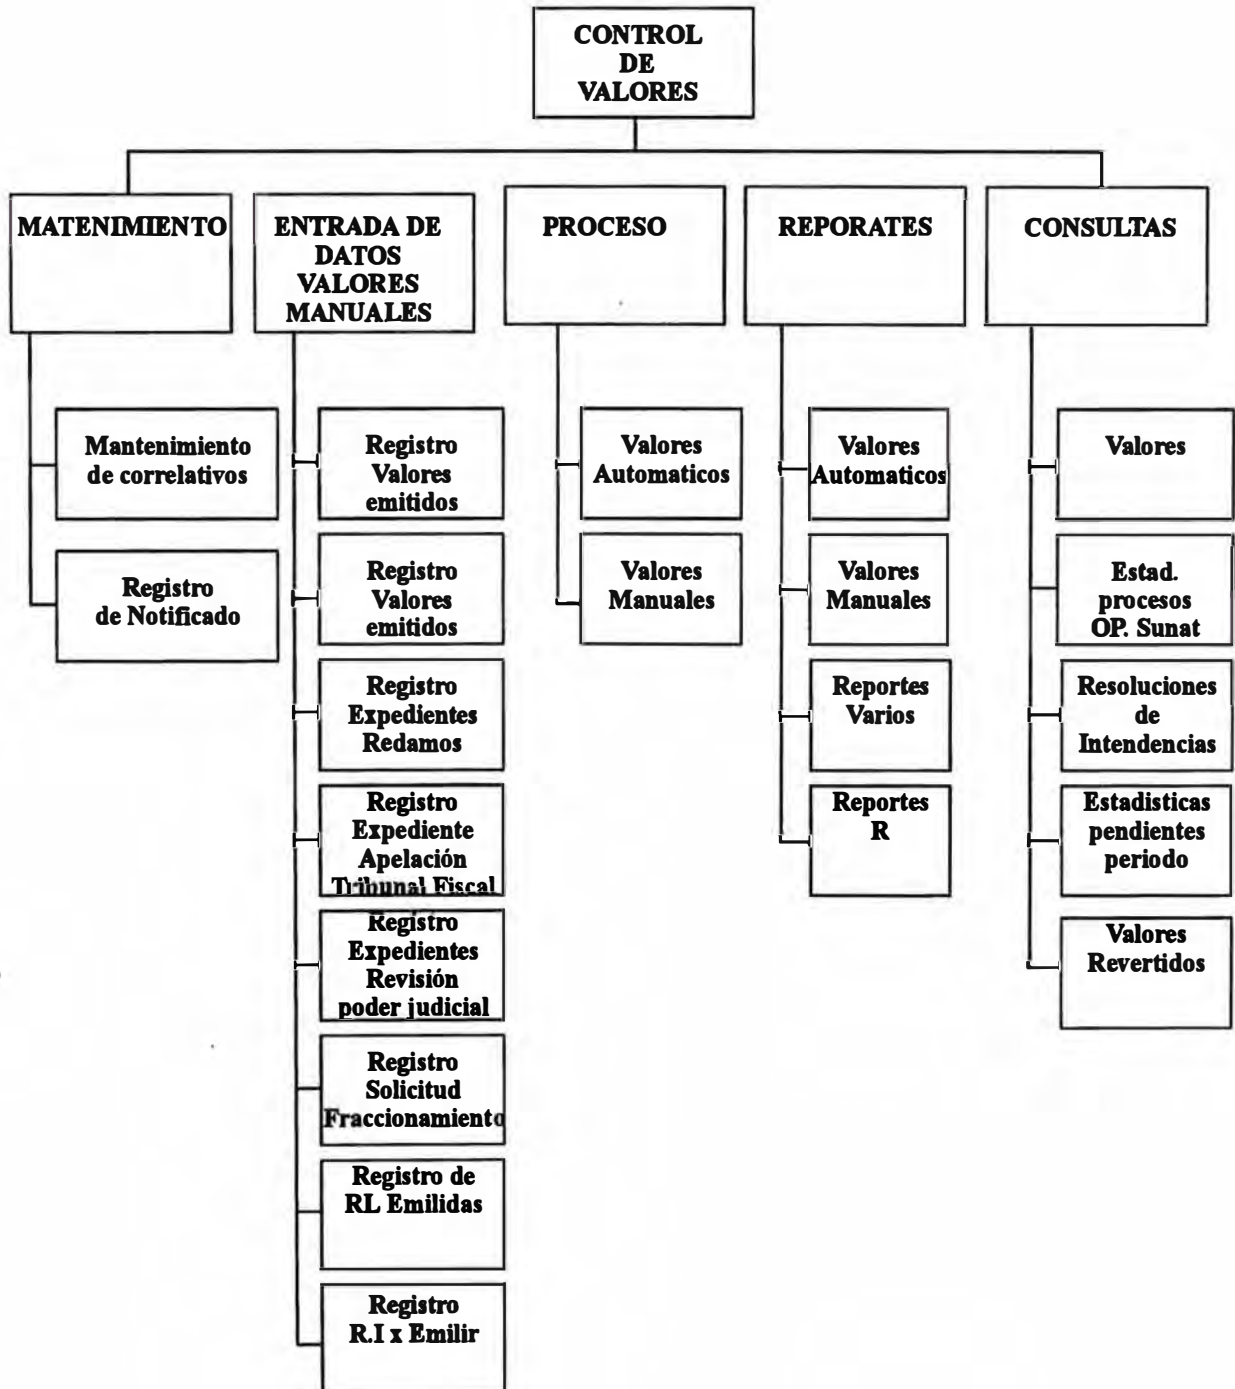 CONTROL
DE
VALORES
MATENIMIENTO
ENTRADA DE
DATOS
VALORES
MANUALES
PROCESO
REPORATES
CONSULTAS
Mantenimiento
de correlativos
Registro
de Notificado
Registro
Valores
emitidos
Registro
Valores
emitidos
Registro
Expedientes
Redamos
Registro
Expediente
Apelación
Tribunal Fiscal
Registro
Expedientes
Revisión
poder judicial
Registro
Solicitud
Fraccionamiento
Registro de
RL Emilidas
Registro
R.I x Emilir
Valores
Automaticos
Valores
Manuales
Valores
Automaticos
Valores
Manuales
Reportes
Varios
Reportes
R
Valores
Estad.
procesos
OP. Sunat
Resoluciones
de
Intendencias
Estadisticas
pendientes
periodo
Valores
Revertidos